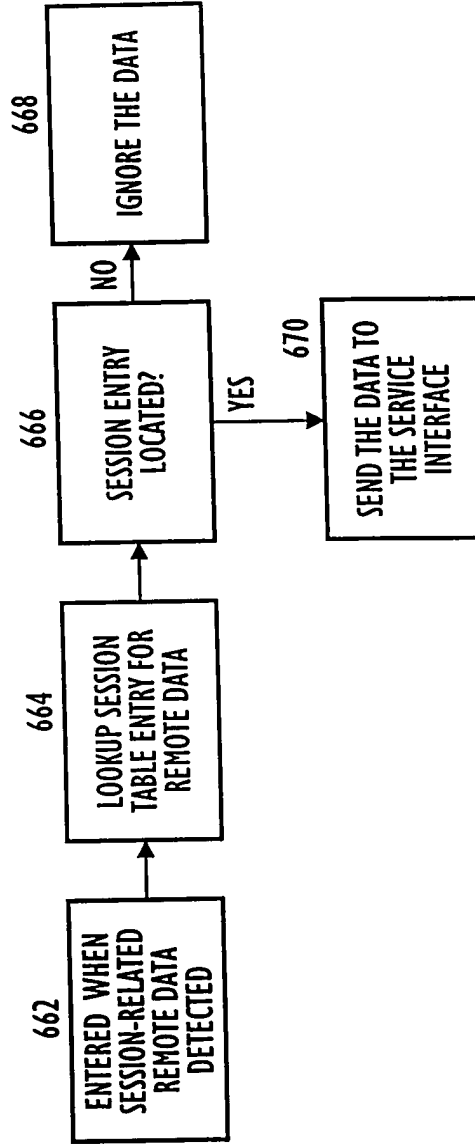 662
ENTERED WHEN
SESSION-RELATED
REMOTE DATA
DETECTED
664
LOOKUP SESSION
TABLE ENTRY FOR
REMOTE DATA
666
SESSION ENTRY
LOCATED?
NO
668
IGNORE THE DATA
YES
670
SEND THE DATA TO
THE SERVICE
INTERFACE